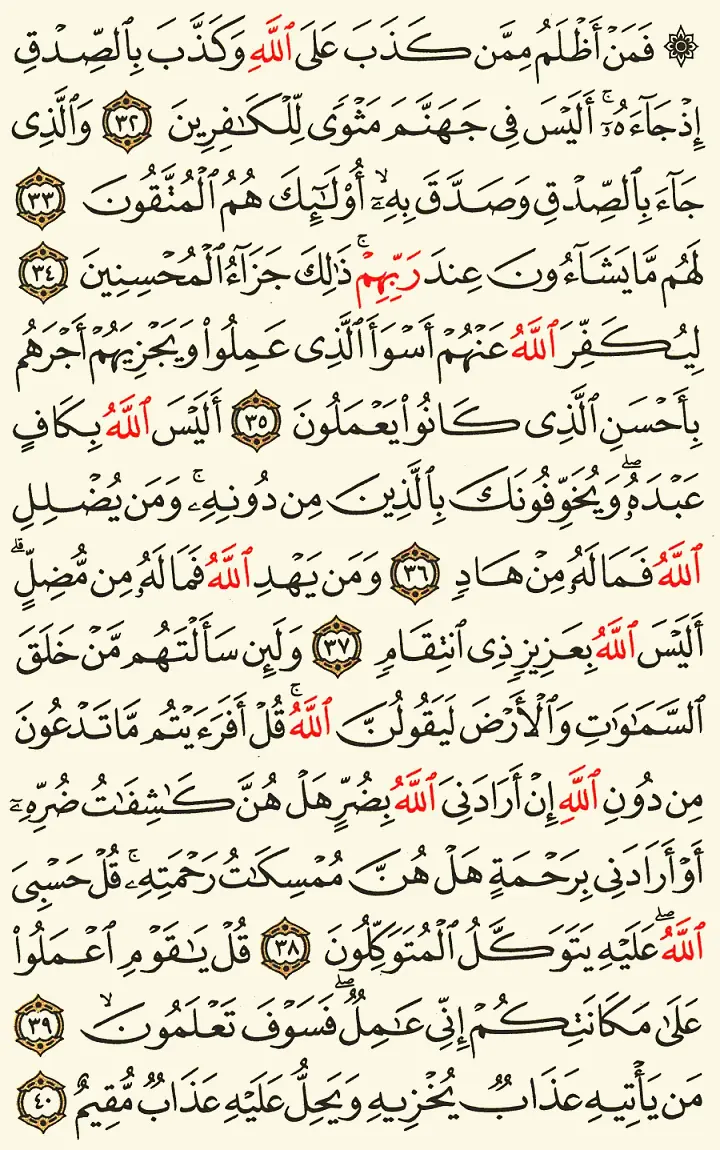 ۞ فَمَنۡ أَظۡلَمُ مِمَّن كَذَبَ عَلَى ٱللَّهِ وَكَذَّبَ بِٱلصِّدۡقِ
إِذۡ جَآءَهُۥٓۚ أَلَيۡسَ فِي جَهَنَّمَ مَثۡوٗى لِّلۡكَٰفِرِينَ ٣٢ وَٱلَّذِي
جَآءَ بِٱلصِّدۡقِ وَصَدَّقَ بِهِۦٓ ۙ أُوْلَٰٓئِكَ هُمُ ٱلۡمُتَّقُونَ ٣٣
لَهُم مَّا يَشَآءُونَ عِندَ رَبِّهِمۡۚ ذَٰلِكَ جَزَآءُ ٱلۡمُحۡسِنِينَ ٣٤
لِيُكَفِّرَ ٱللَّهُ عَنۡهُمۡ أَسۡوَأَ ٱلَّذِي عَمِلُواْ وَيَجۡزِيَهُمۡ أَجۡرَهُم
بِأَحۡسَنِ ٱلَّذِي كَانُواْ يَعۡمَلُونَ ٣٥ أَلَيۡسَ ٱللَّهُ بِكَافٍ
عَبۡدَهُۥۖ وَيُخَوِّفُونَكَ بِٱلَّذِينَ مِن دُونِهِۦۚ وَمَن يُضۡلِلِ
ٱللَّهُ فَمَا لَهُۥ مِنۡ هَادٖ ٣٦ وَمَن يَهۡدِ ٱللَّهُ فَمَا لَهُۥ مِن مُّضِلٍّۗ
أَلَيۡسَ ٱللَّهُ بِعَزِيزٖ ذِي ٱنتِقَامٖ ٣٧ وَلَئِن سَأَلۡتَهُم مَّنۡ خَلَقَ
ٱلسَّمَٰوَٰتِ وَٱلۡأَرۡضَ لَيَقُولُنَّ ٱللَّهُۚ قُلۡ أَفَرَءَيۡتُم مَّا تَدۡعُونَ
مِن دُونِ ٱللَّهِ إِنۡ أَرَادَنِيَ ٱللَّهُ بِضُرٍّ هَلۡ هُنَّ كَٰشِفَٰتُ ضُرِّهِۦٓ
أَوۡ أَرَادَنِي بِرَحۡمَةٍ هَلۡ هُنَّ مُمۡسِكَٰتُ رَحۡمَتِهِۦۚ قُلۡ حَسۡبِيَ
ٱللَّهُۖ عَلَيۡهِ يَتَوَكَّلُ ٱلۡمُتَوَكِّلُونَ ٣٨ قُلۡ يَٰقَوۡمِ ٱعۡمَلُواْ
عَلَىٰ مَكَانَتِكُمۡ إِنِّي عَٰمِلٞۖ فَسَوۡفَ تَعۡلَمُونَ ۙ ٣٩
مَن يَأۡتِيهِ عَذَابٞ يُخۡزِيهِ وَيَحِلُّ عَلَيۡهِ عَذَابٞ مُّقِيمٌ ٤٠